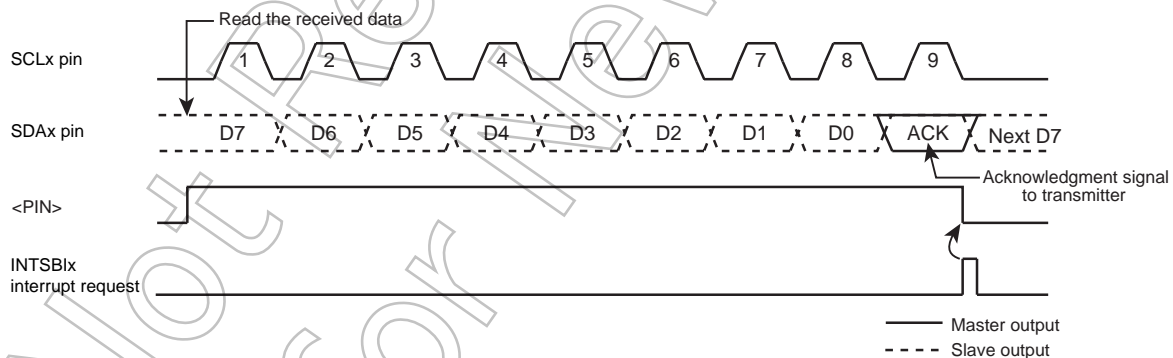 Read the received data
SCLx pin
1 2 3 4 5 6 7 8 9
SDAx pin
D7 D6 D5 D4 D3 D2 D1 D0 ACK Next D7
Acknowledgment signal
to transmitter
<PIN>
INTSBIx
interrupt request
Master output
Slave output